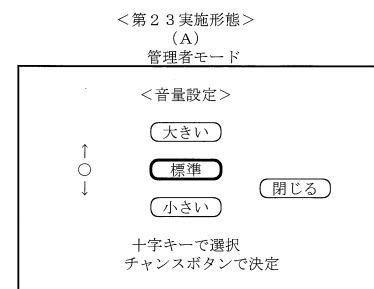 ＜第２３実施形態＞
（Ａ）
管理者モード
＜音量設定＞
大きい
↑
○
標準
↓
閉じる
小さい
十字キーで選択
チャンスボタンで決定